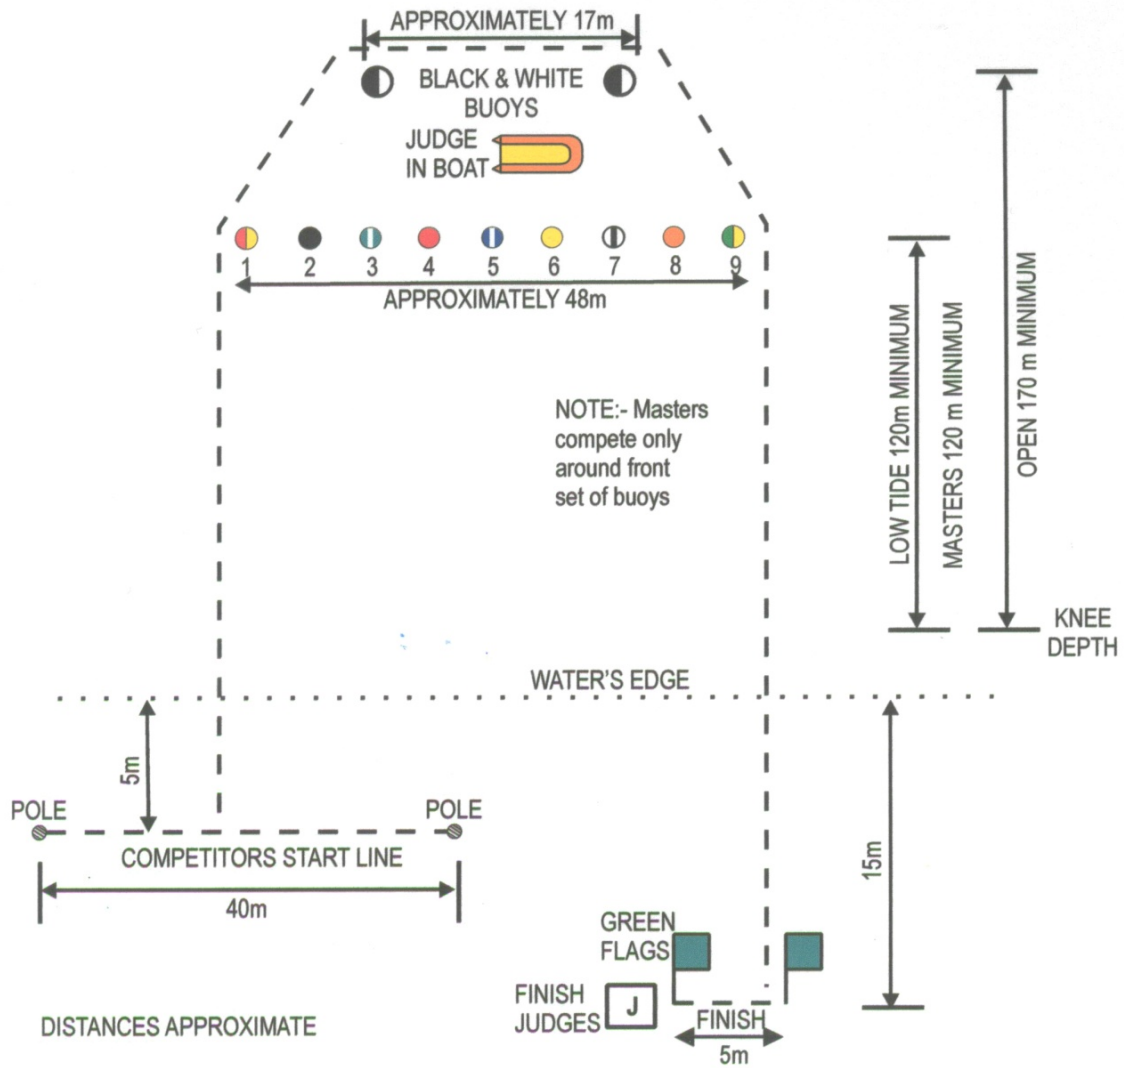 APPROXIMATELY 17m
BLACK & WHITE
BUOYS
JUDGE
IN BOAT
1 2 3 4 5 6 7 8 9
APPROXIMATELY 48m
NOTE:- Masters
compete only
around front
set of buoys
LOW TIDE 120m MINIMUM
MASTERS 120 m MINIMUM
OPEN 170 m MINIMUM
KNEE
DEPTH
WATER'S EDGE
5m
POLE
POLE
COMPETITORS START LINE
40m
15m
GREEN
FLAGS
FINISH
JUDGES
J
FINISH
5m
DISTANCES APPROXIMATE